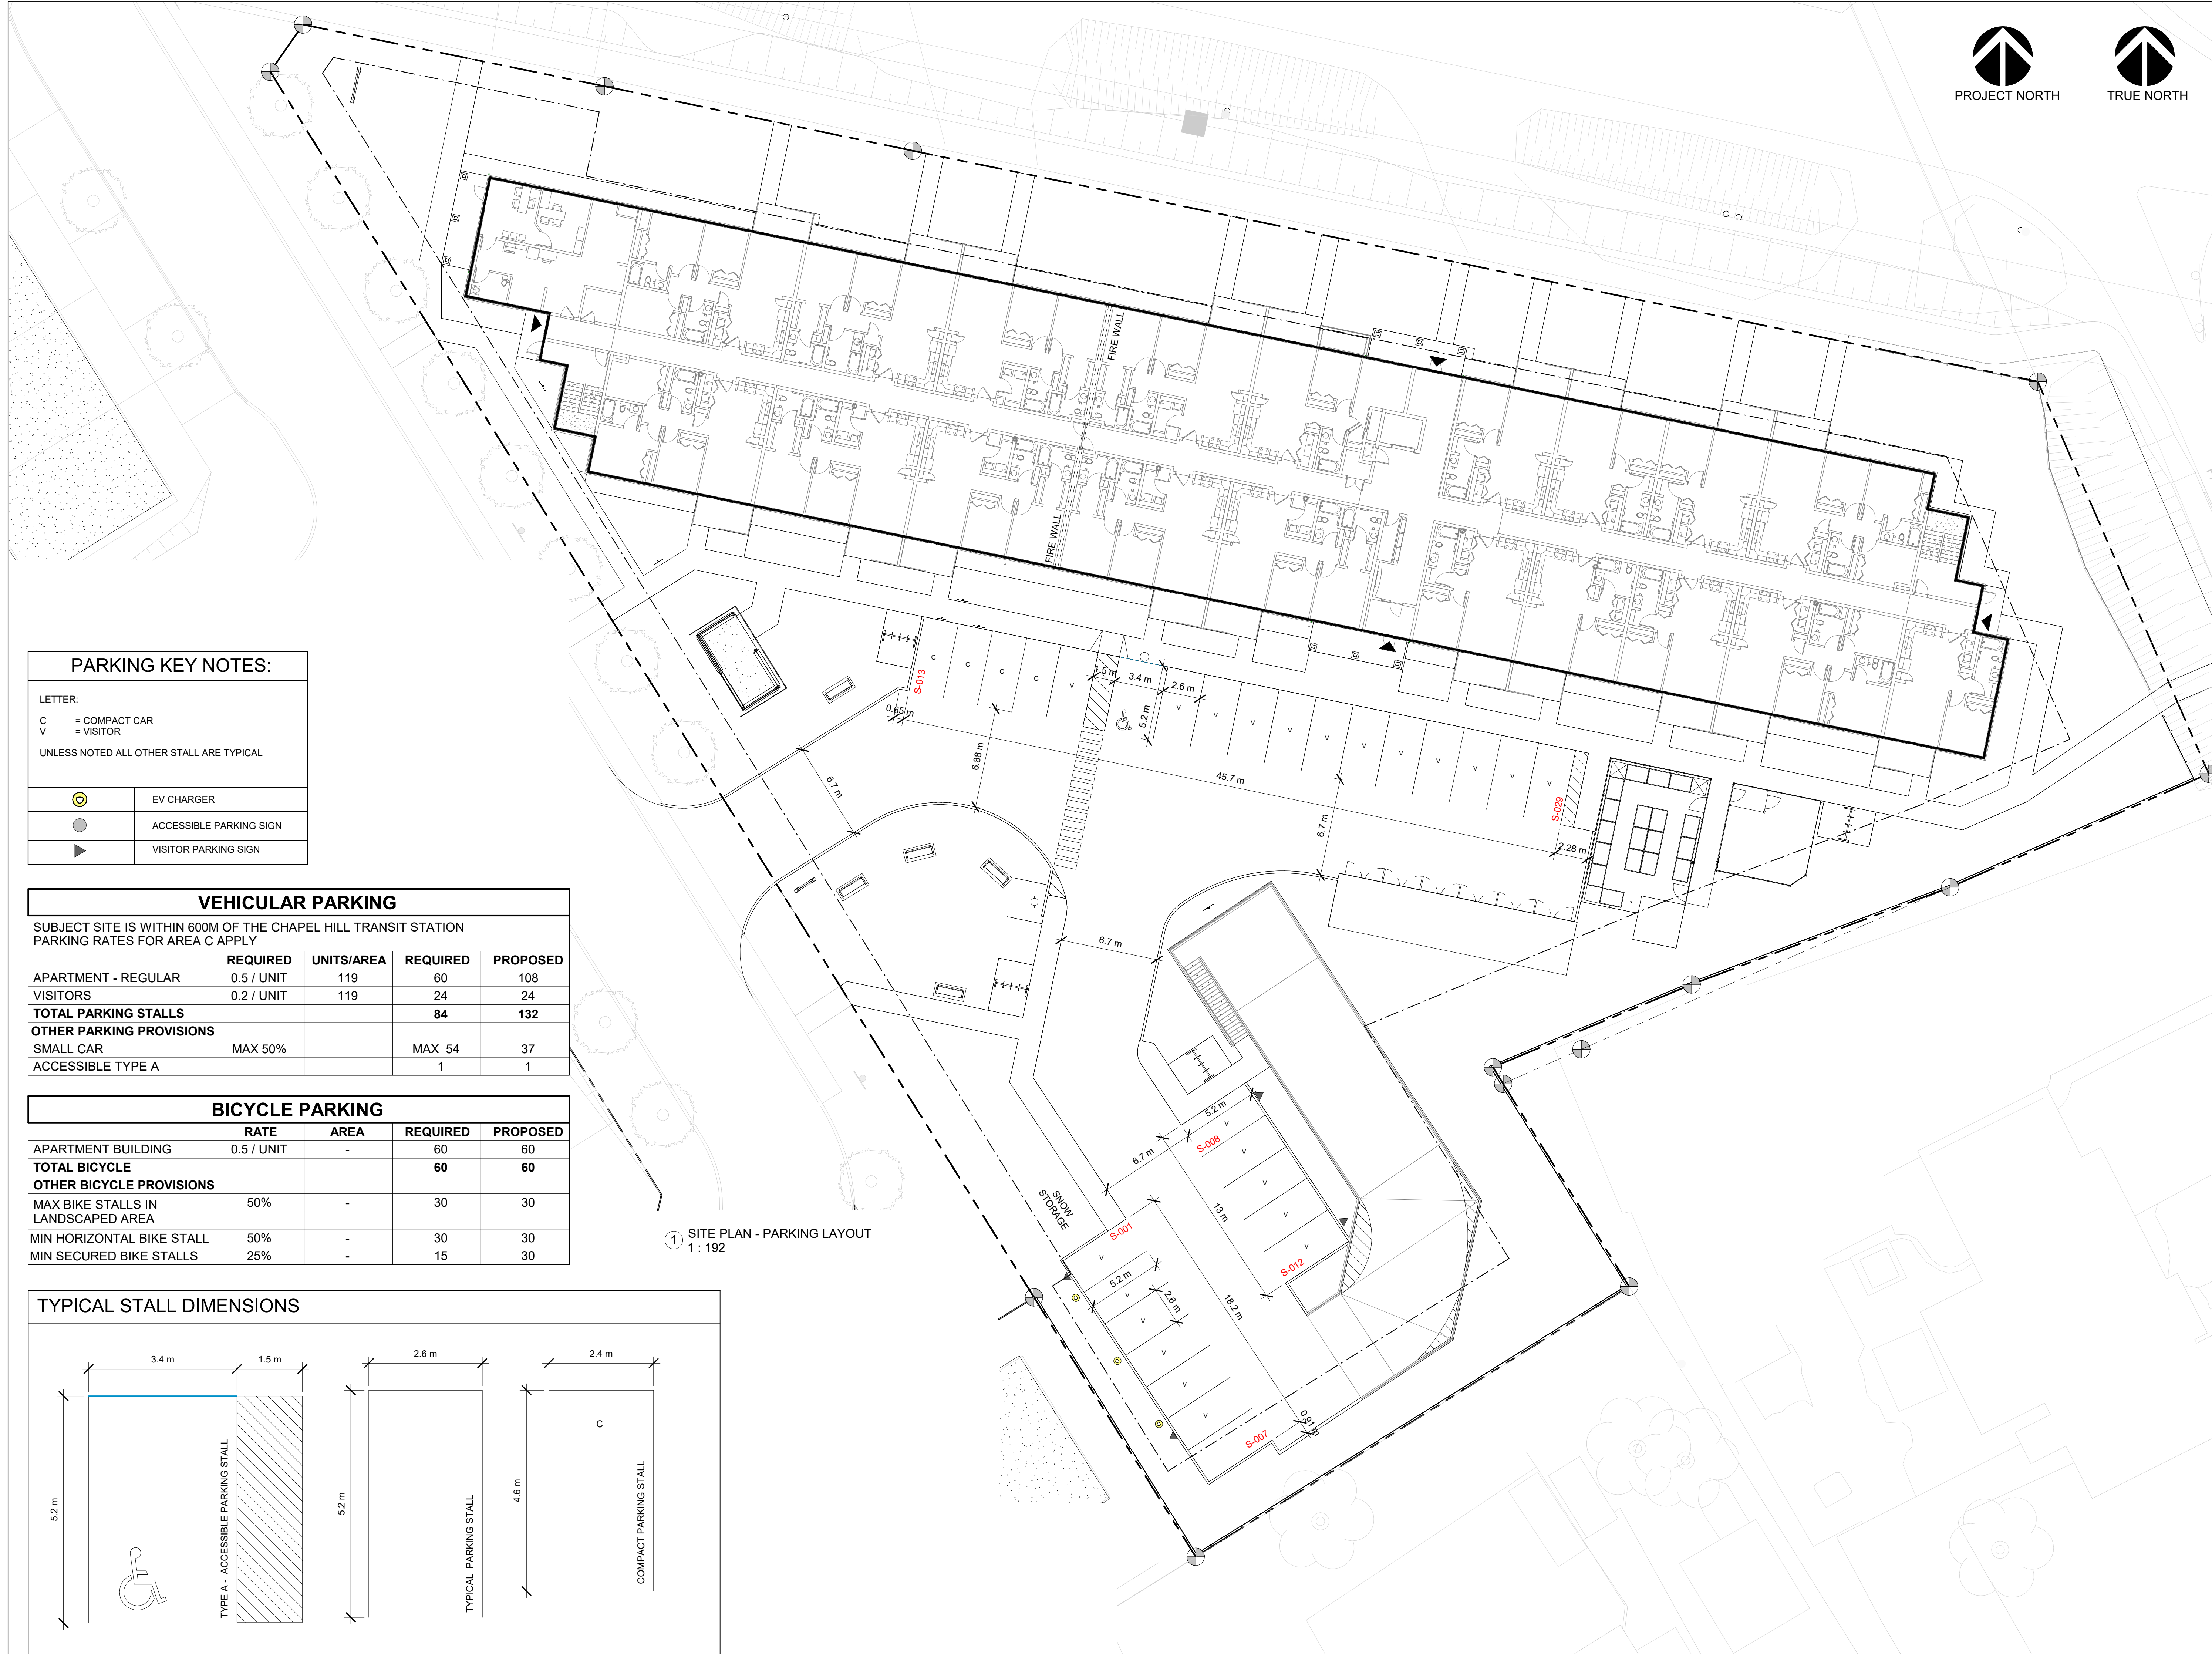 PROJECT NORTH
TRUE NORTH
FIRE WALL
FIRE WALL
S-013
0.65 m
C
C
C
C
V
1.5 m
3.4 m
2.6 m
5.2 m
V
V
V
V
V
V
V
V
V
V
V
6.88 m
6.7 m
45.7 m
6.7 m
S-029
2.28 m
6.7 m
5.2 m
S-008
6.7 m
V
V
V
V
V
13 m
S-012
SNOW
STORAGE
S-001
V
5.2 m
V
2.6 m
V
V
V
V
18.2 m
0.91 m
S-007
PARKING KEY NOTES:
LETTER:
C = COMPACT CAR
V = VISITOR
UNLESS NOTED ALL OTHER STALL ARE TYPICAL
EV CHARGER
ACCESSIBLE PARKING SIGN
VISITOR PARKING SIGN
VEHICULAR PARKING
SUBJECT SITE IS WITHIN 600M OF THE CHAPEL HILL TRANSIT STATION
PARKING RATES FOR AREA C APPLY
REQUIRED UNITS/AREA REQUIRED PROPOSED
APARTMENT - REGULAR 0.5 / UNIT 119 60 108
VISITORS 0.2 / UNIT 119 24 24
TOTAL PARKING STALLS 84 132
OTHER PARKING PROVISIONS
SMALL CAR MAX 50% MAX 54 37
ACCESSIBLE TYPE A 1 1
BICYCLE PARKING
RATE AREA REQUIRED PROPOSED
APARTMENT BUILDING 0.5 / UNIT - 60 60
TOTAL BICYCLE 60 60
OTHER BICYCLE PROVISIONS
MAX BIKE STALLS IN 50% - 30 30
LANDSCAPED AREA
MIN HORIZONTAL BIKE STALL 50% - 30 30
MIN SECURED BIKE STALLS 25% - 15 30
1 SITE PLAN - PARKING LAYOUT
1 : 192
TYPICAL STALL DIMENSIONS
3.4 m
1.5 m
5.2 m
TYPE A - ACCESSIBLE PARKING STALL
2.6 m
5.2 m
TYPICAL PARKING STALL
2.4 m
C
4.6 m
COMPACT PARKING STALL